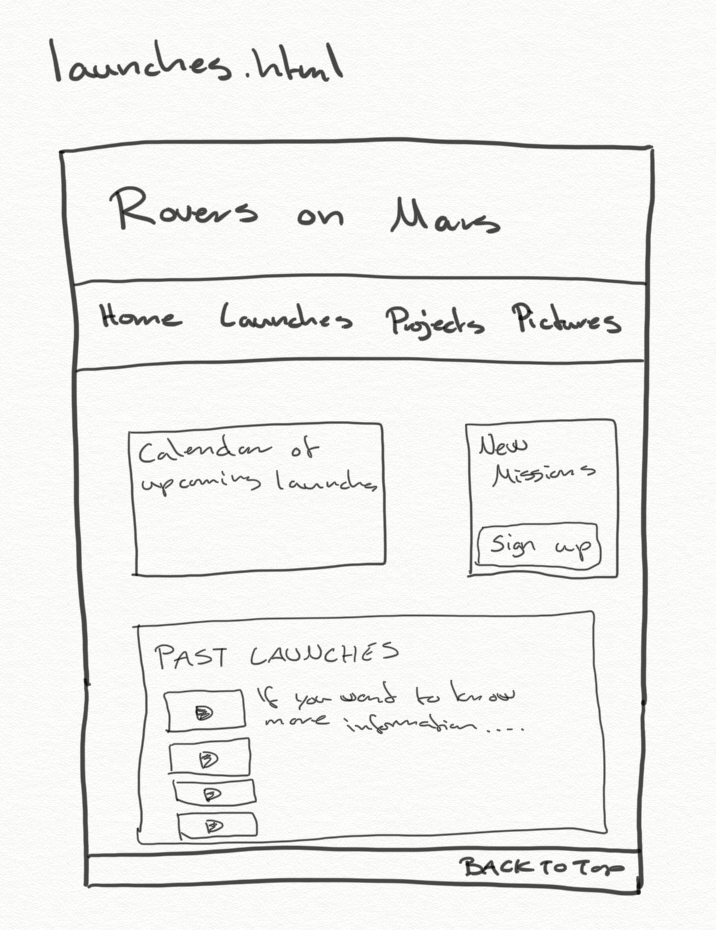 launches.html
Rovers on Mars
Home Launches Projects Pictures
Calendar of
upcoming launches
New
Missions
Sign up
PAST LAUNCHES
If you want to know
more information....
BACK TO TOP